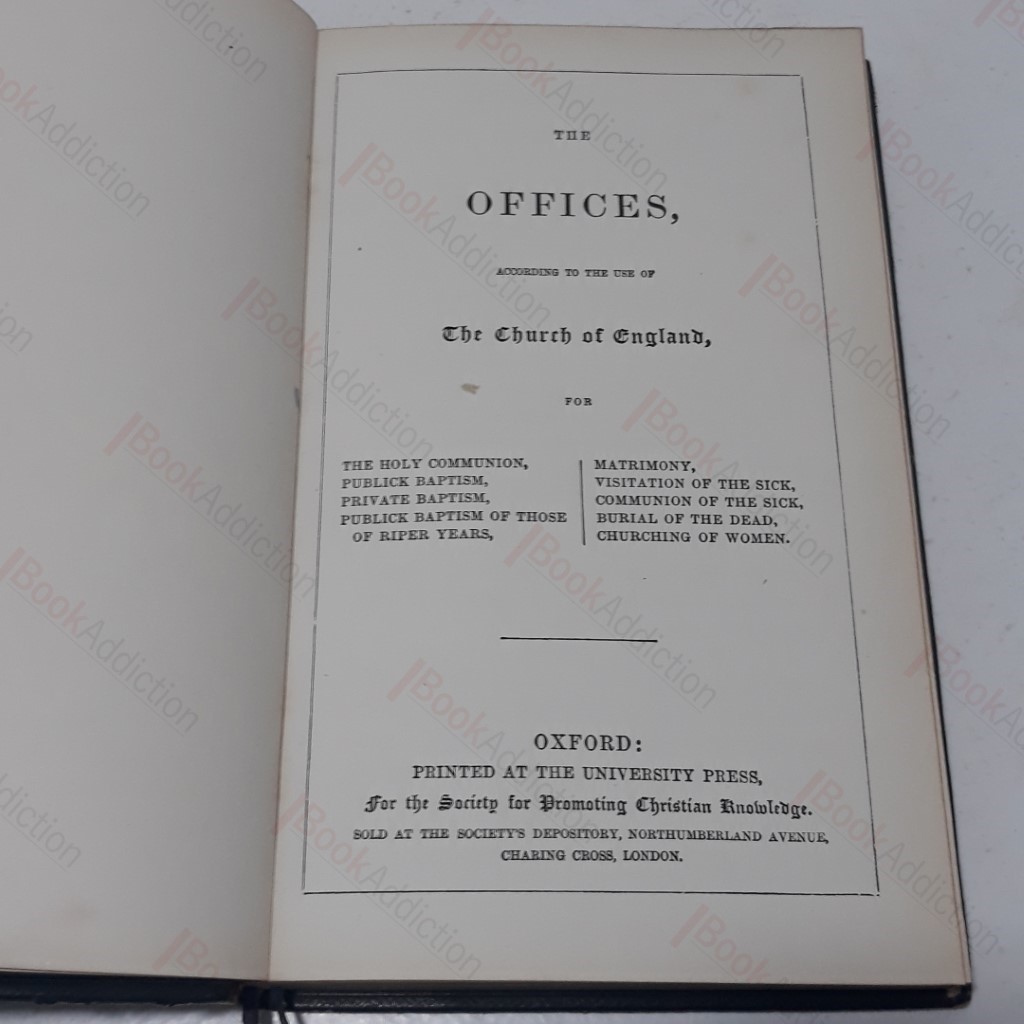 THE
OFFICES,
ACCORDING TO THE USE OF
The Church of England,
FOR
THE HOLY COMMUNION,
PUBLICK BAPTISM,
PRIVATE BAPTISM,
PUBLICK BAPTISM OF THOSE
OF RIPER YEARS,
MATRIMONY,
VISITATION OF THE SICK,
COMMUNION OF THE SICK,
BURIAL OF THE DEAD,
CHURCHING OF WOMEN.
OXFORD:
PRINTED AT THE UNIVERSITY PRESS,
For the Society for Promoting Christian Knowledge.
SOLD AT THE SOCIETY'S DEPOSITORY, NORTHUMBERLAND AVENUE,
CHARING CROSS, LONDON.
BookAddiction